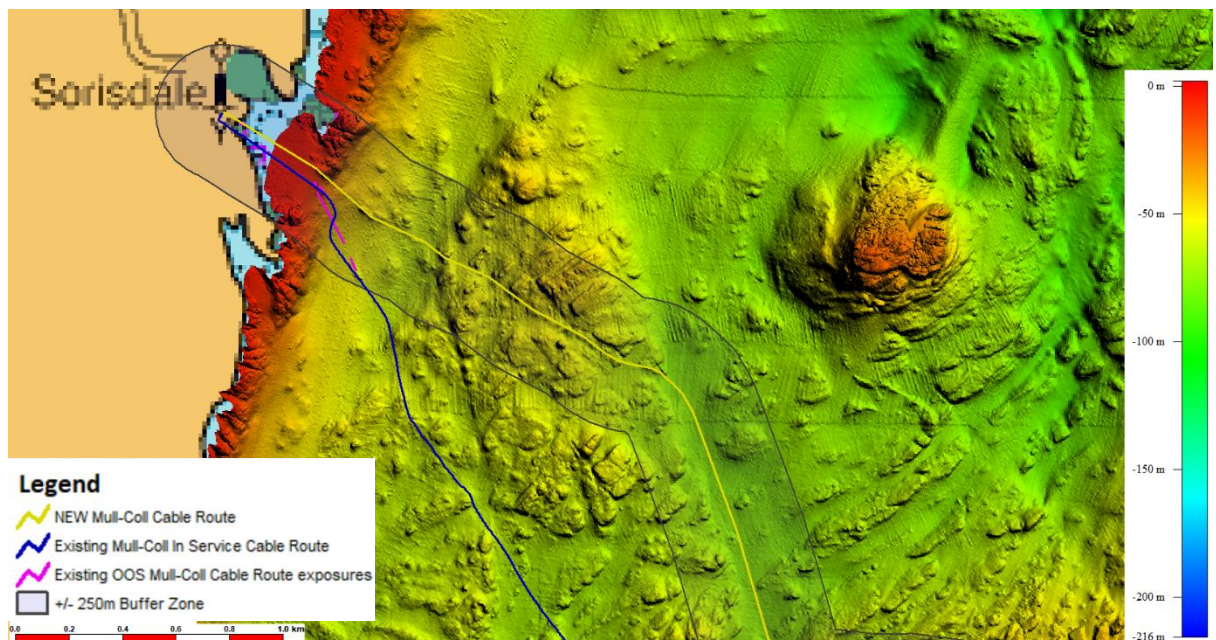 Sorisdale
0 m
-50 m
-100 m
-150 m
-200 m
-216 m
Legend
NEW Mull-Coll Cable Route
Existing Mull-Coll In Service Cable Route
Existing OOS Mull-Coll Cable Route exposures
+/- 250m Buffer Zone
0.0 0.2 0.4 0.6 0.8 1.0 km